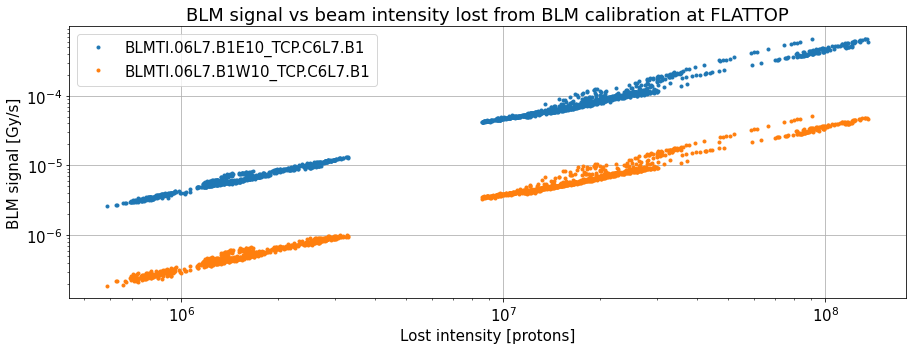 BLM signal vs beam intensity lost from BLM calibration at FLATTOP
BLMTI.06L7.B1E10_TCP.C6L7.B1
BLMTI.06L7.B1W10_TCP.C6L7.B1
BLM signal [Gy/s]
10⁻⁴
10⁻⁵
10⁻⁶
10⁶ 10⁷ 10⁸
Lost intensity [protons]